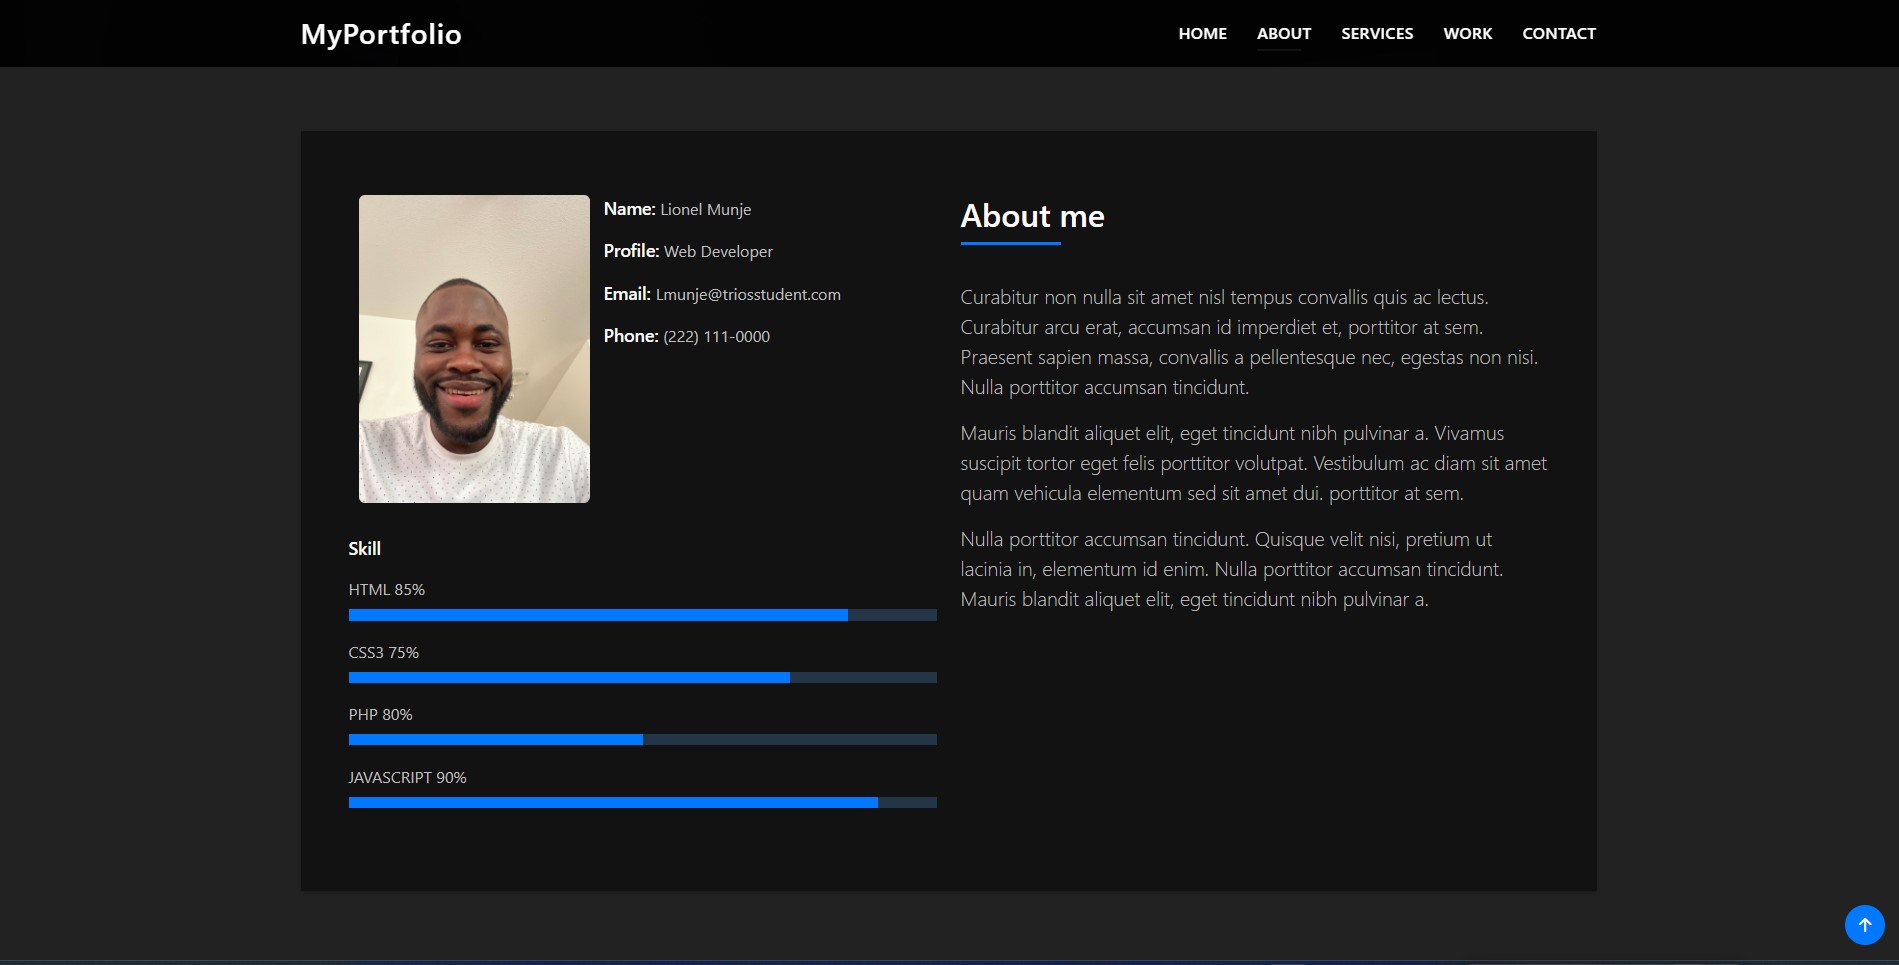 MyPortfolio
HOME ABOUT SERVICES WORK CONTACT
Name: Lionel Munje
Profile: Web Developer
Email: Lmunje@triosstudent.com
Phone: (222) 111-0000
Skill
HTML 85%
CSS3 75%
PHP 80%
JAVASCRIPT 90%
About me
Curabitur non nulla sit amet nisl tempus convallis quis ac lectus.
Curabitur arcu erat, accumsan id imperdiet et, porttitor at sem.
Praesent sapien massa, convallis a pellentesque nec, egestas non nisi.
Nulla porttitor accumsan tincidunt.
Mauris blandit aliquet elit, eget tincidunt nibh pulvinar a. Vivamus
suscipit tortor eget felis porttitor volutpat. Vestibulum ac diam sit amet
quam vehicula elementum sed sit amet dui. porttitor at sem.
Nulla porttitor accumsan tincidunt. Quisque velit nisi, pretium ut
lacinia in, elementum id enim. Nulla porttitor accumsan tincidunt.
Mauris blandit aliquet elit, eget tincidunt nibh pulvinar a.